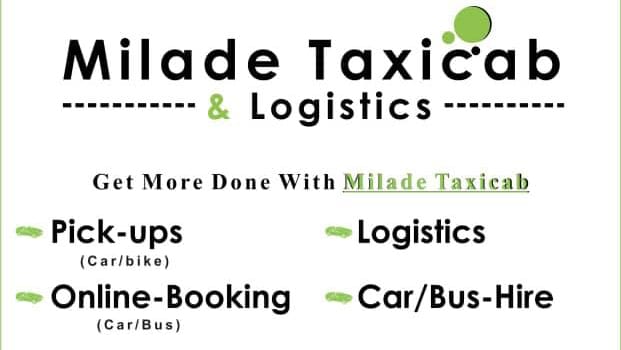 Milade Taxicab
----------- & Logistics ----------
Get More Done With Milade Taxicab
Pick-ups
(Car/bike)
Logistics
Online-Booking
(Car/Bus)
Car/Bus-Hire